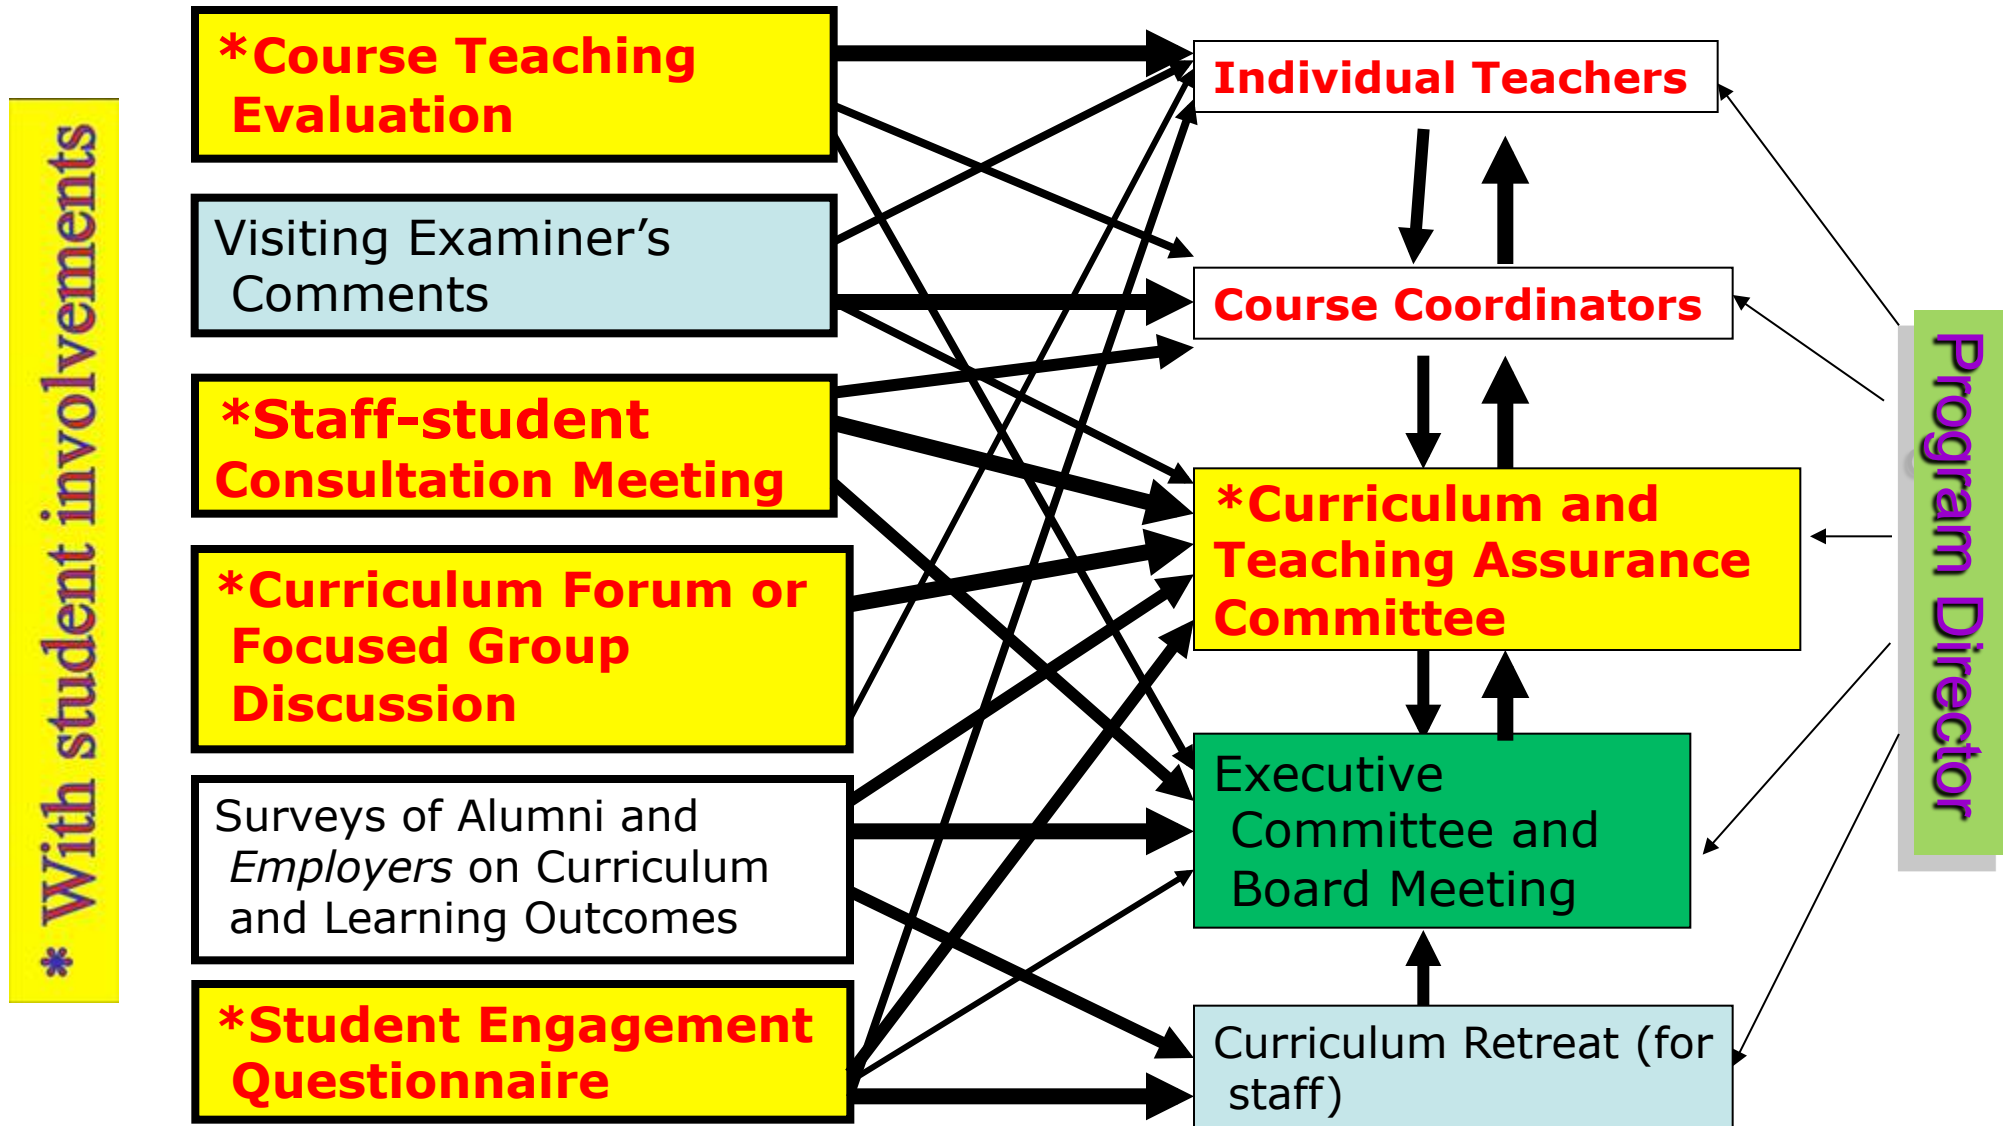 * With student involvements
*Course Teaching
Evaluation
Visiting Examiner’s
Comments
*Staff-student
Consultation Meeting
*Curriculum Forum or
Focused Group
Discussion
Surveys of Alumni and
Employers on Curriculum
and Learning Outcomes
*Student Engagement
Questionnaire
Individual Teachers
Course Coordinators
*Curriculum and
Teaching Assurance
Committee
Executive
Committee and
Board Meeting
Curriculum Retreat (for
staff)
Program Director